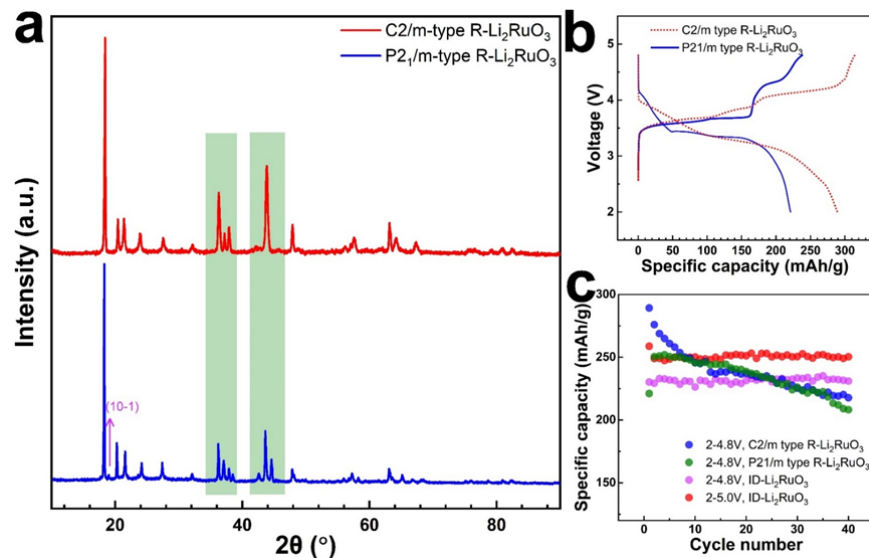 a
C2/m-type R-Li₂RuO₃
P2₁/m-type R-Li₂RuO₃
(10-1)
Intensity (a.u.)
20 40 60 80
2θ (°)
b
C2/m type R-Li₂RuO₃
P21/m type R-Li₂RuO₃
5
4
3
2
Voltage (V)
0 50 100 150 200 250 300
Specific capacity (mAh/g)
c
300
250
200
150
Specific capacity (mAh/g)
2-4.8V, C2/m type R-Li₂RuO₃
2-4.8V, P21/m type R-Li₂RuO₃
2-4.8V, ID-Li₂RuO₃
2-5.0V, ID-Li₂RuO₃
0 10 20 30 40
Cycle number